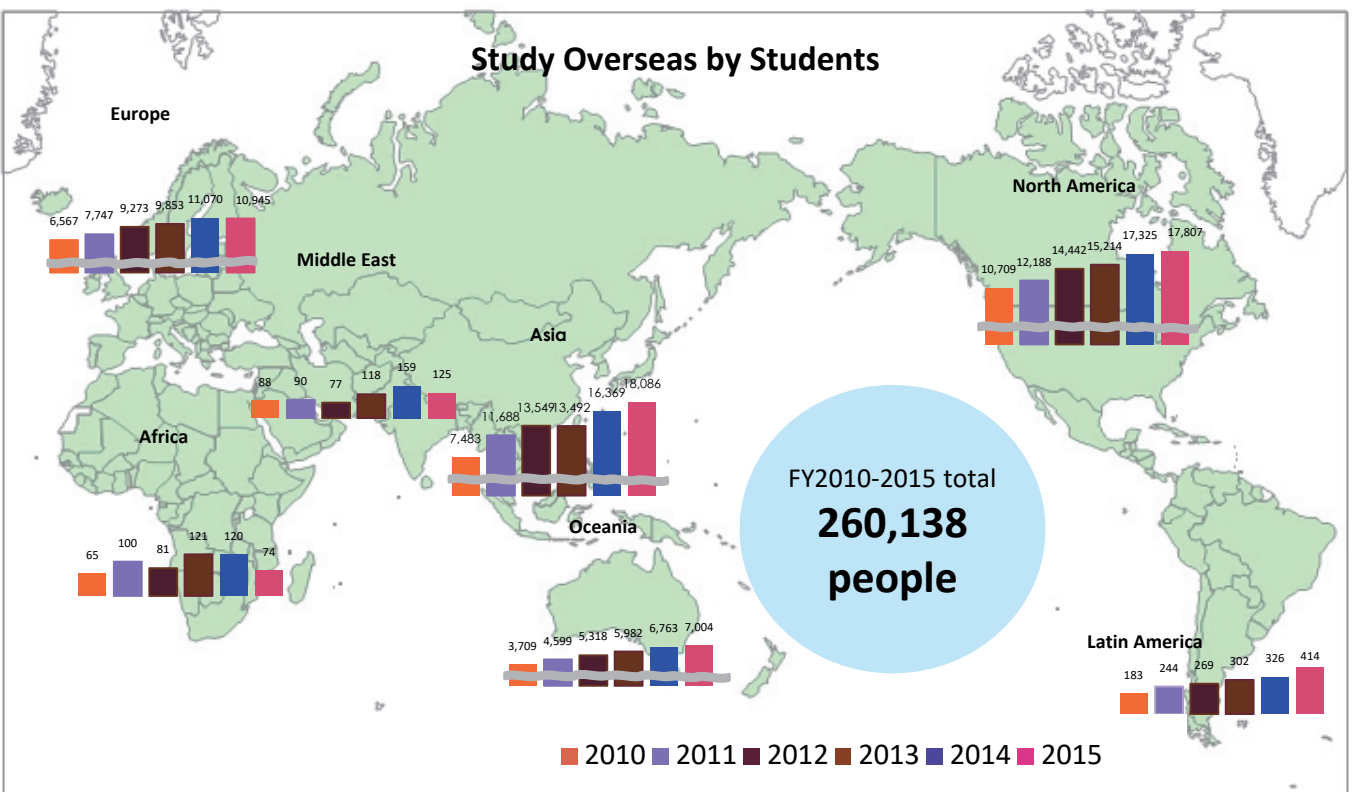 Study Overseas by Students
Europe
6,567 7,747 9,273 9,853 11,070 10,945
Middle East
88 90 77 118 159 125
Asia
7,483 11,688 13,549 13,492 16,369 18,086
North America
10,709 12,188 14,442 15,214 17,325 17,807
Africa
65 100 81 121 120 74
Oceania
3,709 4,599 5,318 5,982 6,763 7,004
FY2010-2015 total
260,138
people
Latin America
183 244 269 302 326 414
2010 2011 2012 2013 2014 2015